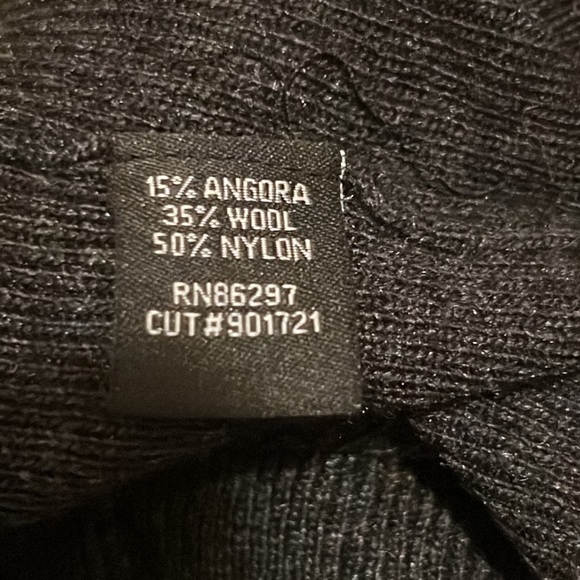 15% ANGORA
35% WOOL
50% NYLON
RN86297
CUT#901721